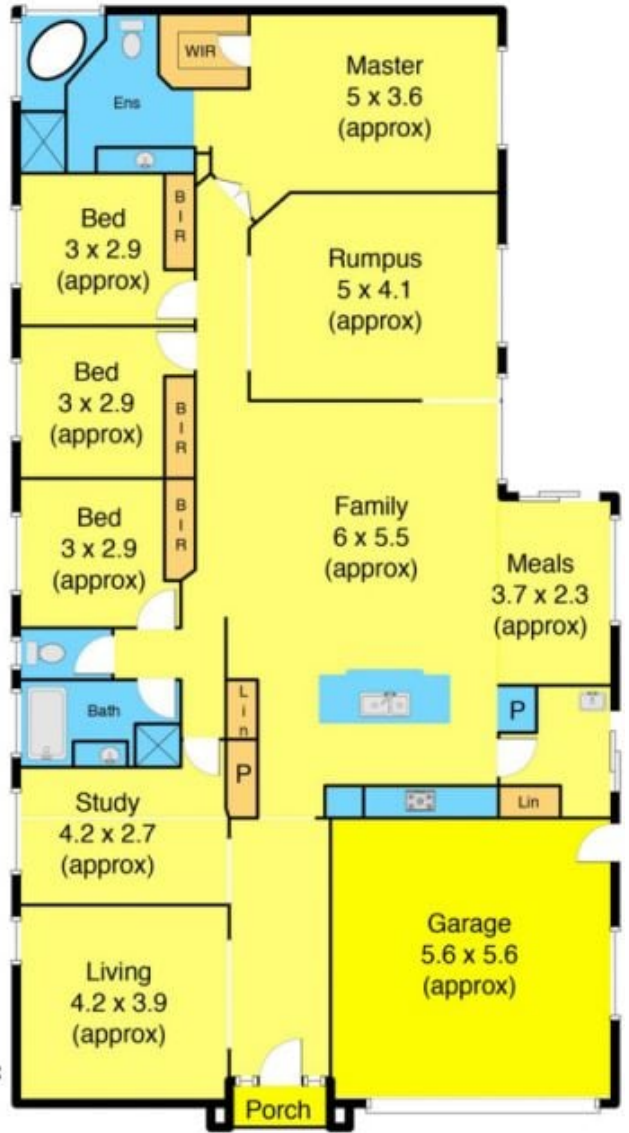 WIR
Master
5 x 3.6
(approx)
Ens
Bed
3 x 2.9
(approx)
B
I
R
Rumpus
5 x 4.1
(approx)
Bed
3 x 2.9
(approx)
B
I
R
Bed
3 x 2.9
(approx)
B
I
R
Family
6 x 5.5
(approx)
Meals
3.7 x 2.3
(approx)
Bath
Lin
P
P
Lin
Study
4.2 x 2.7
(approx)
Living
4.2 x 3.9
(approx)
Garage
5.6 x 5.6
(approx)
Porch